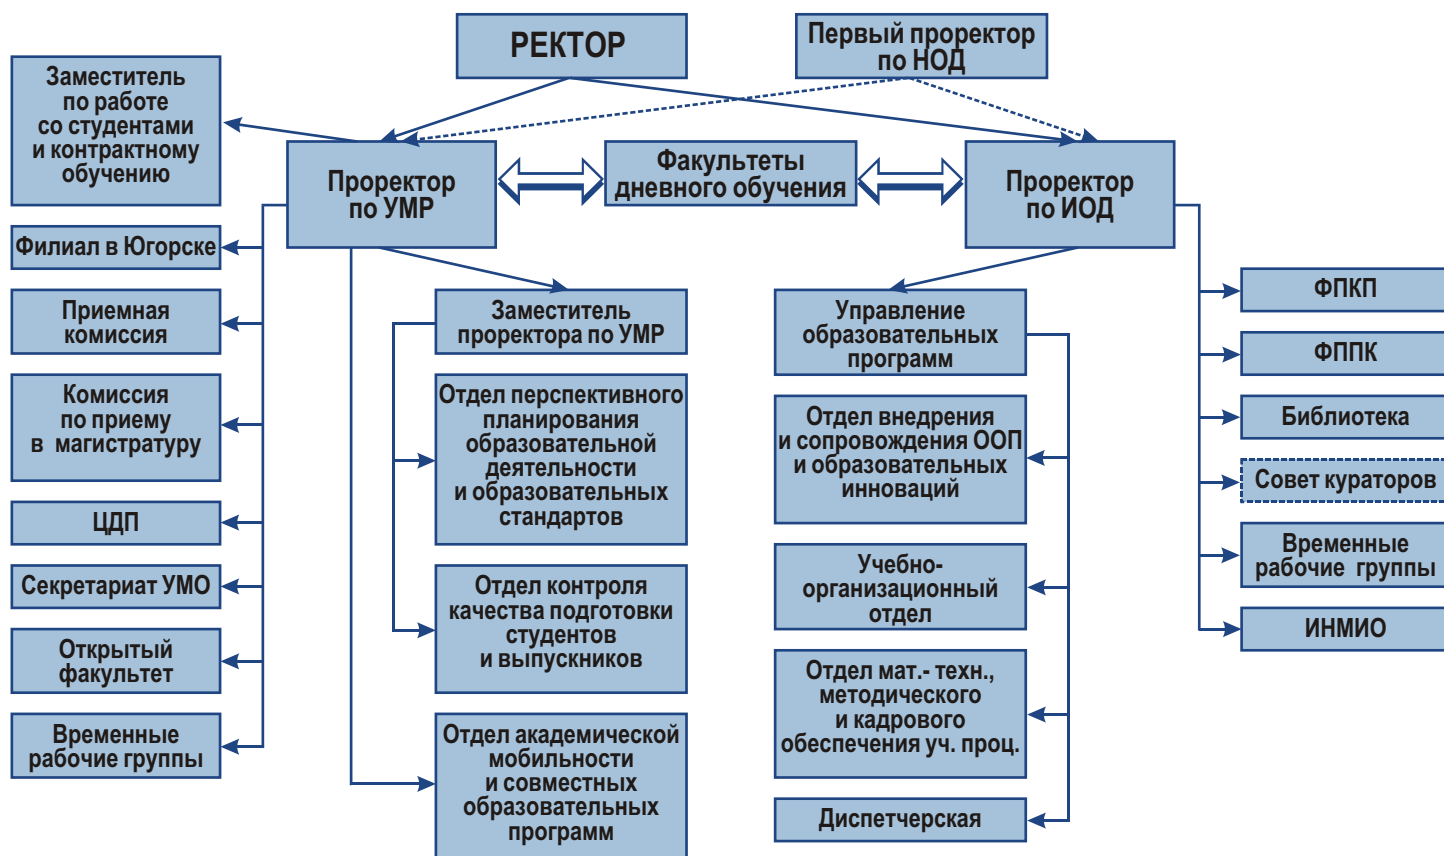 РЕКТОР
Первый проректор
по НОД
Заместитель
по работе
со студентами
и контрактному
обучению
Проректор
по УМР
Факультеты
дневного обучения
Проректор
по ИОД
Филиал в Югорске
Приемная
комиссия
Комиссия
по приему
в магистратуру
ЦДП
Секретариат УМО
Открытый
факультет
Временные
рабочие группы
Заместитель
проректора по УМР
Отдел перспективного
планирования
образовательной
деятельности
и образовательных
стандартов
Отдел контроля
качества подготовки
студентов
и выпускников
Отдел академической
мобильности
и совместных
образовательных
программ
Управление
образовательных
программ
Отдел внедрения
и сопровождения ООП
и образовательных
инноваций
Учебно-
организационный
отдел
Отдел мат.- техн.,
методического
и кадрового
обеспечения уч. проц.
Диспетчерская
ФПКП
ФППК
Библиотека
Совет кураторов
Временные
рабочие группы
ИНМИО